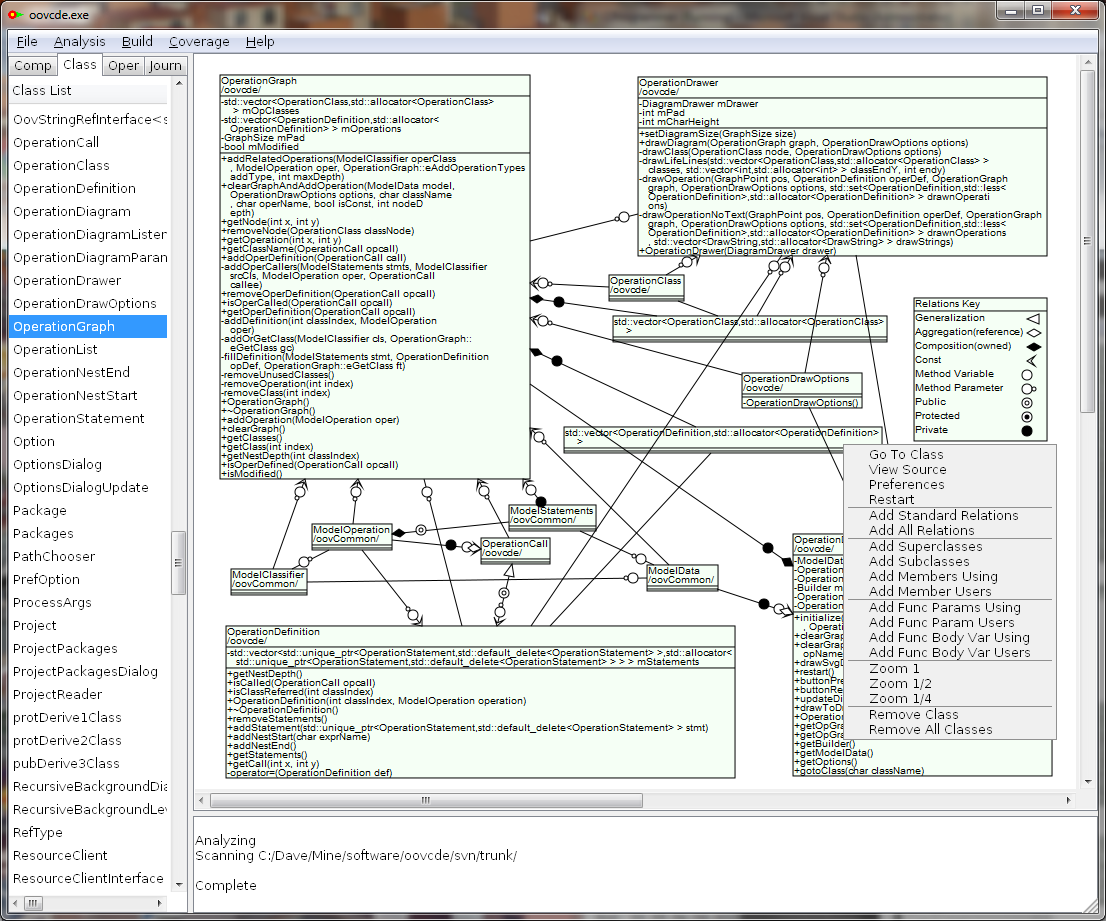 oovcde.exe
File Analysis Build Coverage Help
Comp Class Oper Journ
Class List
OovStringRefInterface<s
OperationCall
OperationClass
OperationDefinition
OperationDiagram
OperationDiagramListen
OperationDiagramParan
OperationDrawer
OperationDrawOptions
OperationGraph
OperationList
OperationNestEnd
OperationNestStart
OperationStatement
Option
OptionsDialog
OptionsDialogUpdate
Package
Packages
PathChooser
PrefOption
ProcessArgs
Project
ProjectPackages
ProjectPackagesDialog
ProjectReader
protDerive1Class
protDerive2Class
pubDerive3Class
RecursiveBackgroundDia
RecursiveBackgroundLev
RefType
ResourceClient
ResourceClientInterface
OperationGraph
/oovcde/
-std::vector<OperationClass,std::allocator<OperationClass>
> mOpClasses
-std::vector<OperationDefinition,std::allocator<
OperationDefinition> > mOperations
-GraphSize mPad
-bool mModified
+addRelatedOperations(ModelClassifier operClass
, ModelOperation oper, OperationGraph::eAddOperationTypes
addType, int maxDepth)
+clearGraphAndAddOperation(ModelData model,
OperationDrawOptions options, char className
, char operName, bool isConst, int nodeD
epth)
+getNode(int x, int y)
+removeNode(OperationClass classNode)
+getOperation(int x, int y)
+getClassName(OperationCall opcall)
+addOperDefinition(OperationCall call)
-addOperCallers(ModelStatements stmts, ModelClassifier
srcCls, ModelOperation oper, OperationCall
callee)
+removeOperDefinition(OperationCall opcall)
+isOperCalled(OperationCall opcall)
+getOperDefinition(OperationCall opcall)
-addDefinition(int classIndex, ModelOperation
oper)
-addOrGetClass(ModelClassifier cls, OperationGraph::
eGetClass gc)
-fillDefinition(ModelStatements stmt, OperationDefinition
opDef, OperationGraph::eGetClass ft)
-removeUnusedClasses()
-removeOperation(int index)
-removeClass(int index)
+OperationGraph()
+~OperationGraph()
+addOperation(ModelOperation oper)
+clearGraph()
+getClasses()
+getClass(int index)
+getNestDepth(int classIndex)
+isOperDefined(OperationCall opcall)
+isModified()
OperationDrawer
/oovcde/
-DiagramDrawer mDrawer
-int mPad
-int mCharHeight
+setDiagramSize(GraphSize size)
+drawDiagram(OperationGraph graph, OperationDrawOptions options)
-drawClass(OperationClass node, OperationDrawOptions options)
-drawLifeLines(std::vector<OperationClass,std::allocator<OperationClass> >
classes, std::vector<int,std::allocator<int> > classEndY, int endy)
-drawOperation(GraphPoint pos, OperationDefinition operDef, OperationGraph
graph, OperationDrawOptions options, std::set<OperationDefinition,std::less<
OperationDefinition>,std::allocator<OperationDefinition> > drawnOperati
ons)
-drawOperationNoText(GraphPoint pos, OperationDefinition operDef, OperationGraph
graph, OperationDrawOptions options, std::set<OperationDefinition,std::less<
OperationDefinition>,std::allocator<OperationDefinition> > drawnOperations
, std::vector<DrawString,std::allocator<DrawString> > drawStrings)
+OperationDrawer(DiagramDrawer drawer)
OperationClass
/oovcde/
std::vector<OperationClass,std::allocator<OperationClass>
>
Relations Key
Generalization
Aggregation(reference)
Composition(owned)
Const
Method Variable
Method Parameter
Public
Protected
Private
OperationDrawOptions
/oovcde/
-OperationDrawOptions()
std::vector<OperationDefinition,std::allocator<OperationDefinition>
>
ModelStatements
/oovCommon/
ModelOperation
/oovCommon/
OperationCall
/oovcde/
ModelClassifier
/oovCommon/
ModelData
/oovCommon/
OperationDefinition
/oovcde/
-std::vector<std::unique_ptr<OperationStatement,std::default_delete<OperationStatement> >,std::allocator<
std::unique_ptr<OperationStatement,std::default_delete<OperationStatement> > > > mStatements
+getNestDepth()
+isCalled(OperationCall opcall)
+isClassReferred(int classIndex)
+OperationDefinition(int classIndex, ModelOperation operation)
+~OperationDefinition()
+removeStatements()
+addStatement(std::unique_ptr<OperationStatement,std::default_delete<OperationStatement> > stmt)
+addNestStart(char exprName)
+addNestEnd()
+getStatements()
+getCall(int x, int y)
-operator=(OperationDefinition def)
OperationD
/oovcde/
-ModelDat
-Operation
-Operation
-Builder m
-Operation
-Operation
+initialize(
, Operatio
+clearGrap
+clearGrap
opName
+drawSvgD
+restart()
+buttonPre
+buttonRe
+updateDia
+drawToDr
+Operation
+getOpGra
+getOpGra
+getBuilder()
+getModelData()
+getOptions()
+gotoClass(char className)
Go To Class
View Source
Preferences
Restart
Add Standard Relations
Add All Relations
Add Superclasses
Add Subclasses
Add Members Using
Add Member Users
Add Func Params Using
Add Func Param Users
Add Func Body Var Using
Add Func Body Var Users
Zoom 1
Zoom 1/2
Zoom 1/4
Remove Class
Remove All Classes
Analyzing
Scanning C:/Dave/Mine/software/oovcde/svn/trunk/
Complete